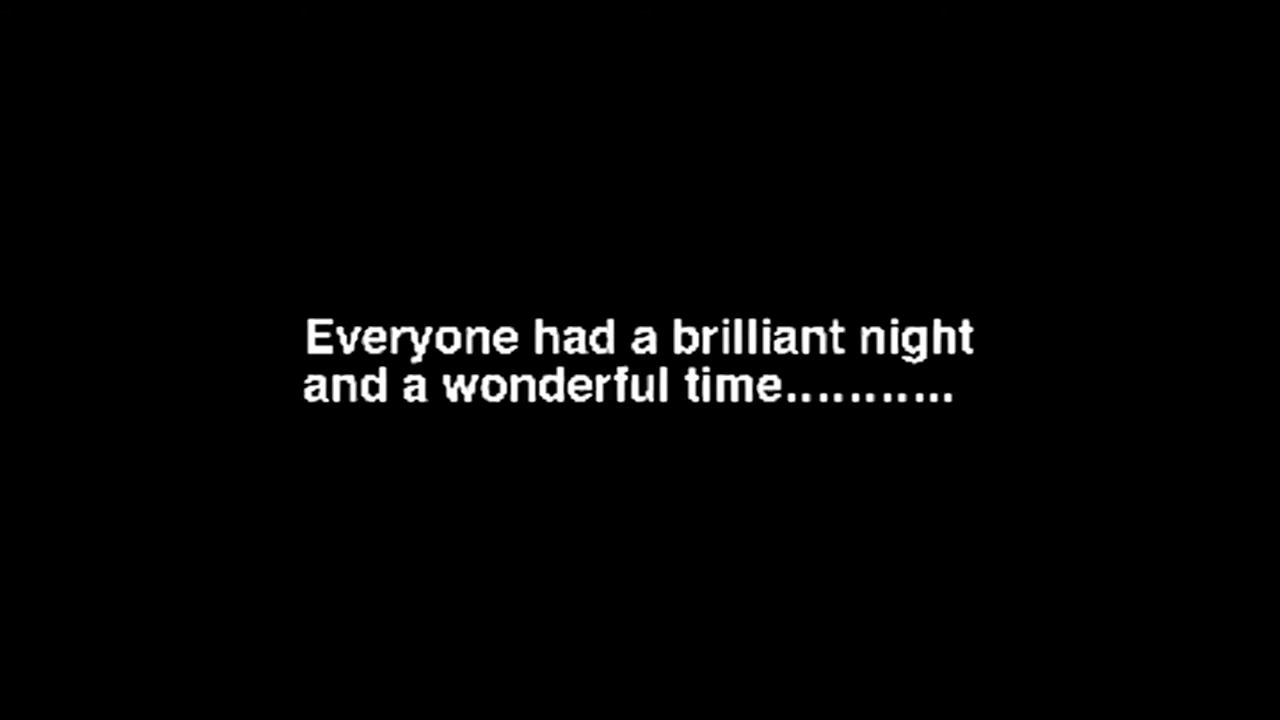 Everyone had a brilliant night
and a wonderful time...........